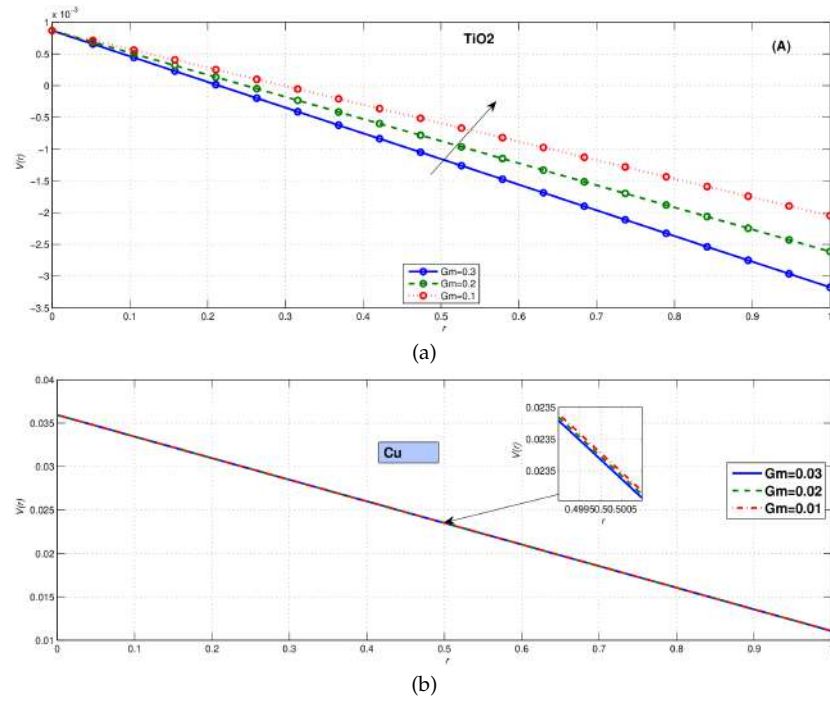 x 10⁻³
TiO2
(A)
1
0.5
0
−0.5
−1
−1.5
−2
−2.5
−3
−3.5
V(r)
Gm=0.3
Gm=0.2
Gm=0.1
0 0.1 0.2 0.3 0.4 0.5 0.6 0.7 0.8 0.9 1
r
(a)
0.04
0.035
0.03
0.025
0.02
0.015
0.01
V(r)
Cu
0.0235
0.0235
0.0235
V(r)
0.49950.50.5005
r
Gm=0.03
Gm=0.02
Gm=0.01
0 0.1 0.2 0.3 0.4 0.5 0.6 0.7 0.8 0.9 1
r
(b)